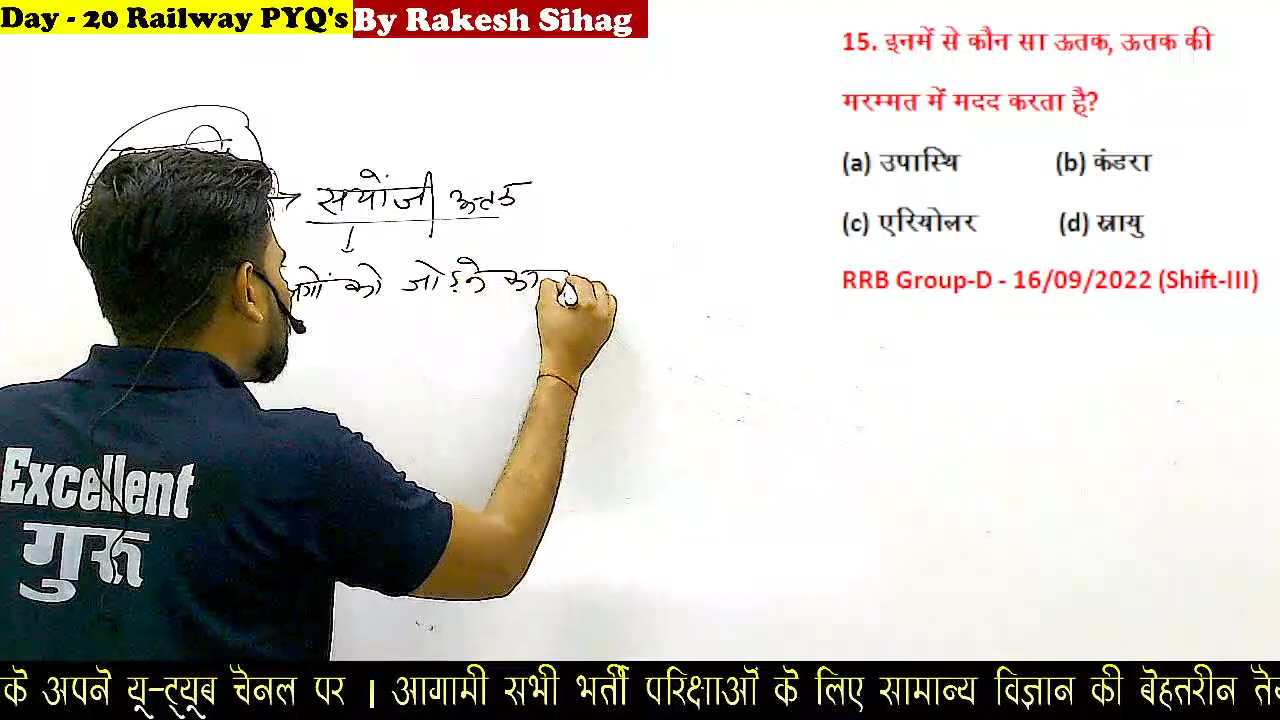 Day - 20 Railway PYQ's By Rakesh Sihag
15. इनमें से कौन सा ऊतक, ऊतक की
मरम्मत में मदद करता है?
(a) उपास्थि (b) कंडरा
(c) एरियोलर (d) स्नायु
RRB Group-D - 16/09/2022 (Shift-III)
→ सयोंजी ऊतक
को जोड़ने का
Excellent
गुरू
के अपने यू-ट्यूब चैनल पर । आगामी सभी भर्ती परिक्षाओं के लिए सामान्य विज्ञान की बेहतरीन